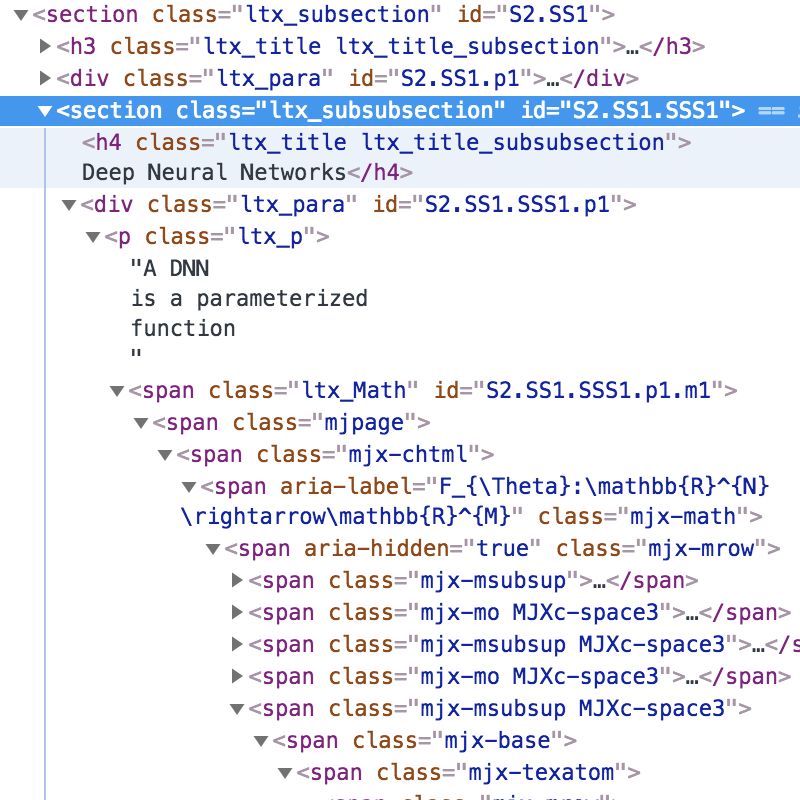 ▼<section class="ltx_subsection" id="S2.SS1">
▶<h3 class="ltx_title ltx_title_subsection">…</h3>
▶<div class="ltx_para" id="S2.SS1.p1">…</div>
▼<section class="ltx_subsubsection" id="S2.SS1.SSS1"> ==
<h4 class="ltx_title ltx_title_subsubsection">
Deep Neural Networks</h4>
▼<div class="ltx_para" id="S2.SS1.SSS1.p1">
▼<p class="ltx_p">
"A DNN
is a parameterized
function
"
▼<span class="ltx_Math" id="S2.SS1.SSS1.p1.m1">
▼<span class="mjpage">
▼<span class="mjx-chtml">
▼<span aria-label="F_{\Theta}:\mathbb{R}^{N}
\rightarrow\mathbb{R}^{M}" class="mjx-math">
▼<span aria-hidden="true" class="mjx-mrow">
▶<span class="mjx-msubsup">…</span>
▶<span class="mjx-mo MJXc-space3">…</span>
▶<span class="mjx-msubsup MJXc-space3">…</s
▶<span class="mjx-mo MJXc-space3">…</span>
▼<span class="mjx-msubsup MJXc-space3">
▼<span class="mjx-base">
▼<span class="mjx-texatom">